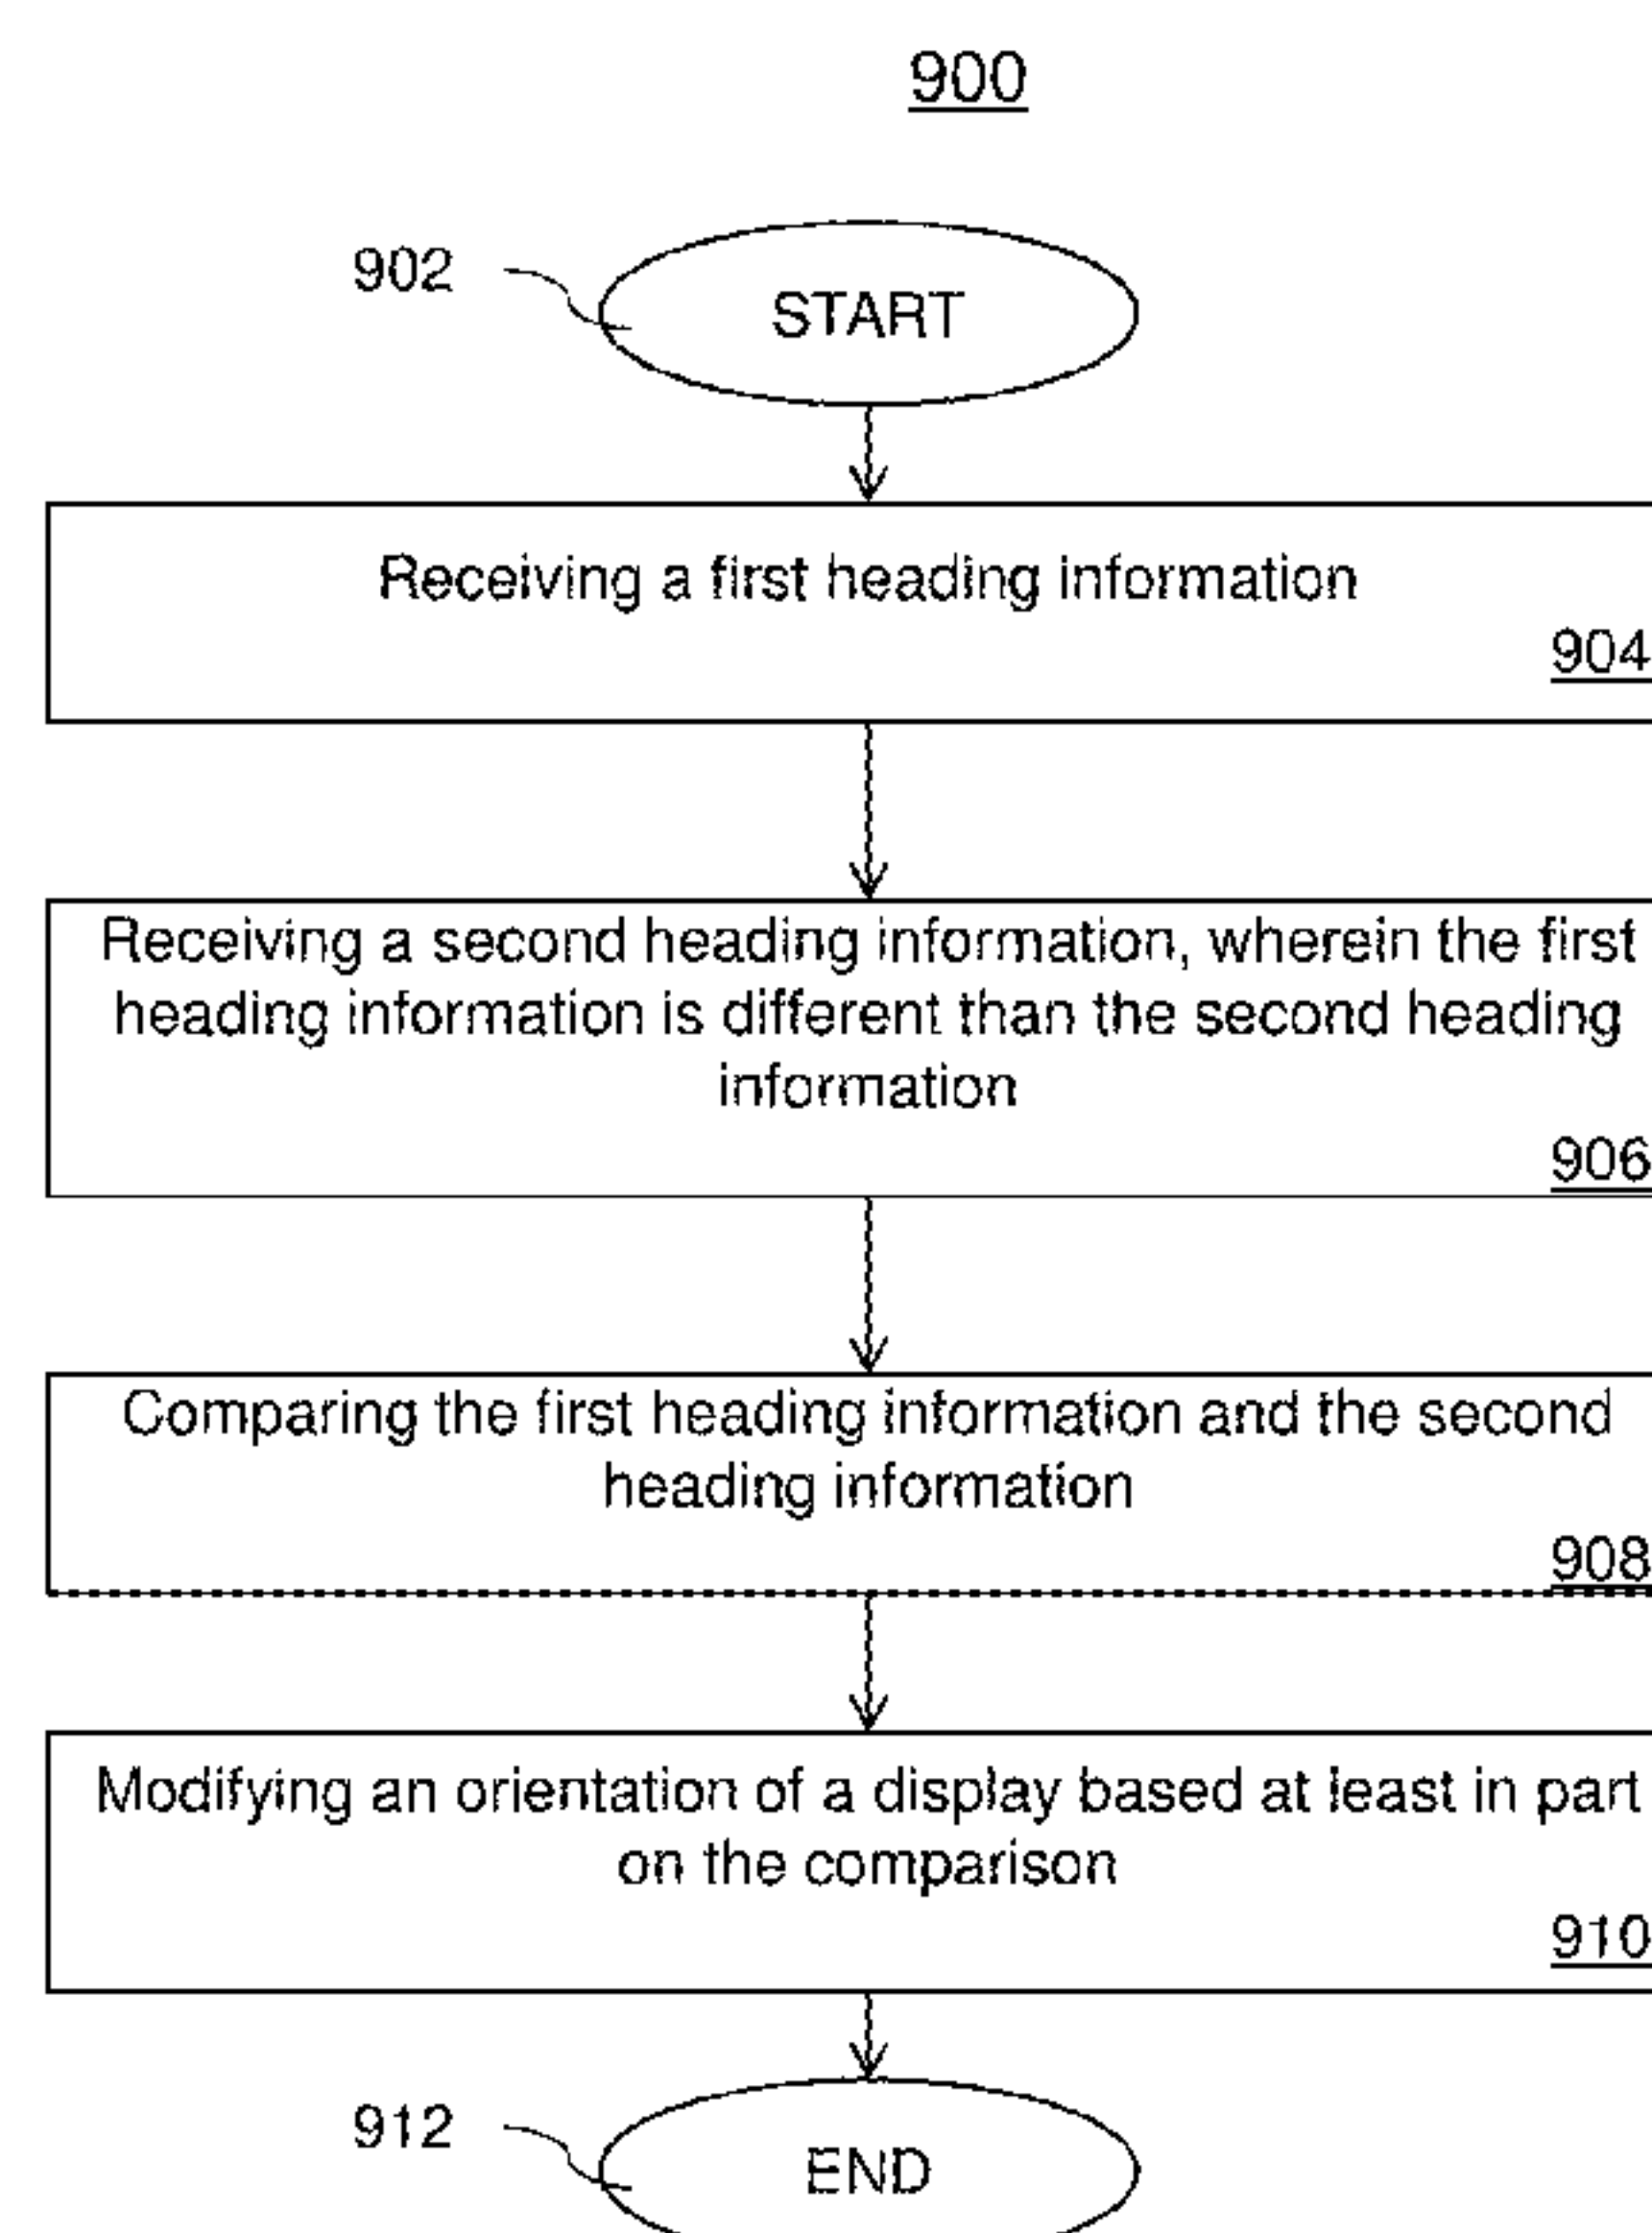 900
902
START
Receiving a first heading information
904
Receiving a second heading information, wherein the first
heading information is different than the second heading
information
906
Comparing the first heading information and the second
heading information
908
Modifying an orientation of a display based at least in part
on the comparison
910
912
END